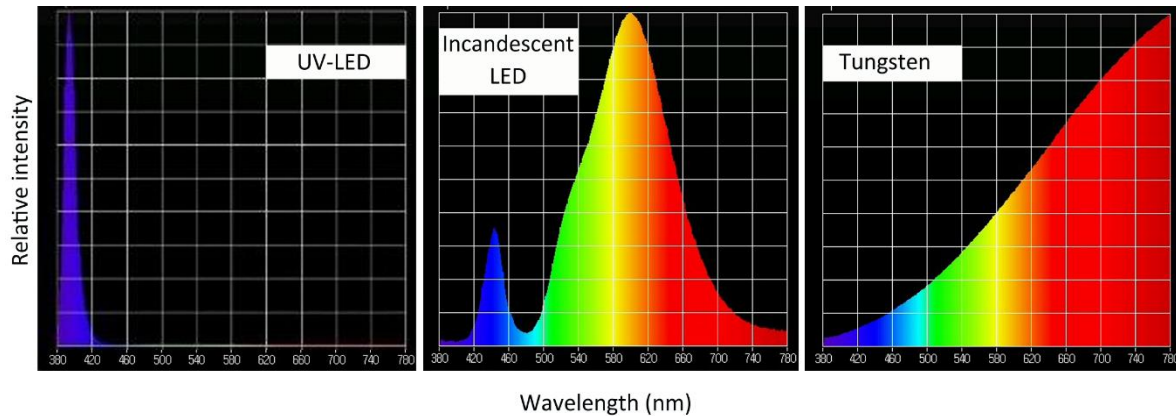 UV-LED
Incandescent
LED
Tungsten
Relative intensity
380 420 460 500 540 580 620 660 700 740 780
380 420 460 500 540 580 620 660 700 740 780
380 420 460 500 540 580 620 660 700 740 780
Wavelength (nm)